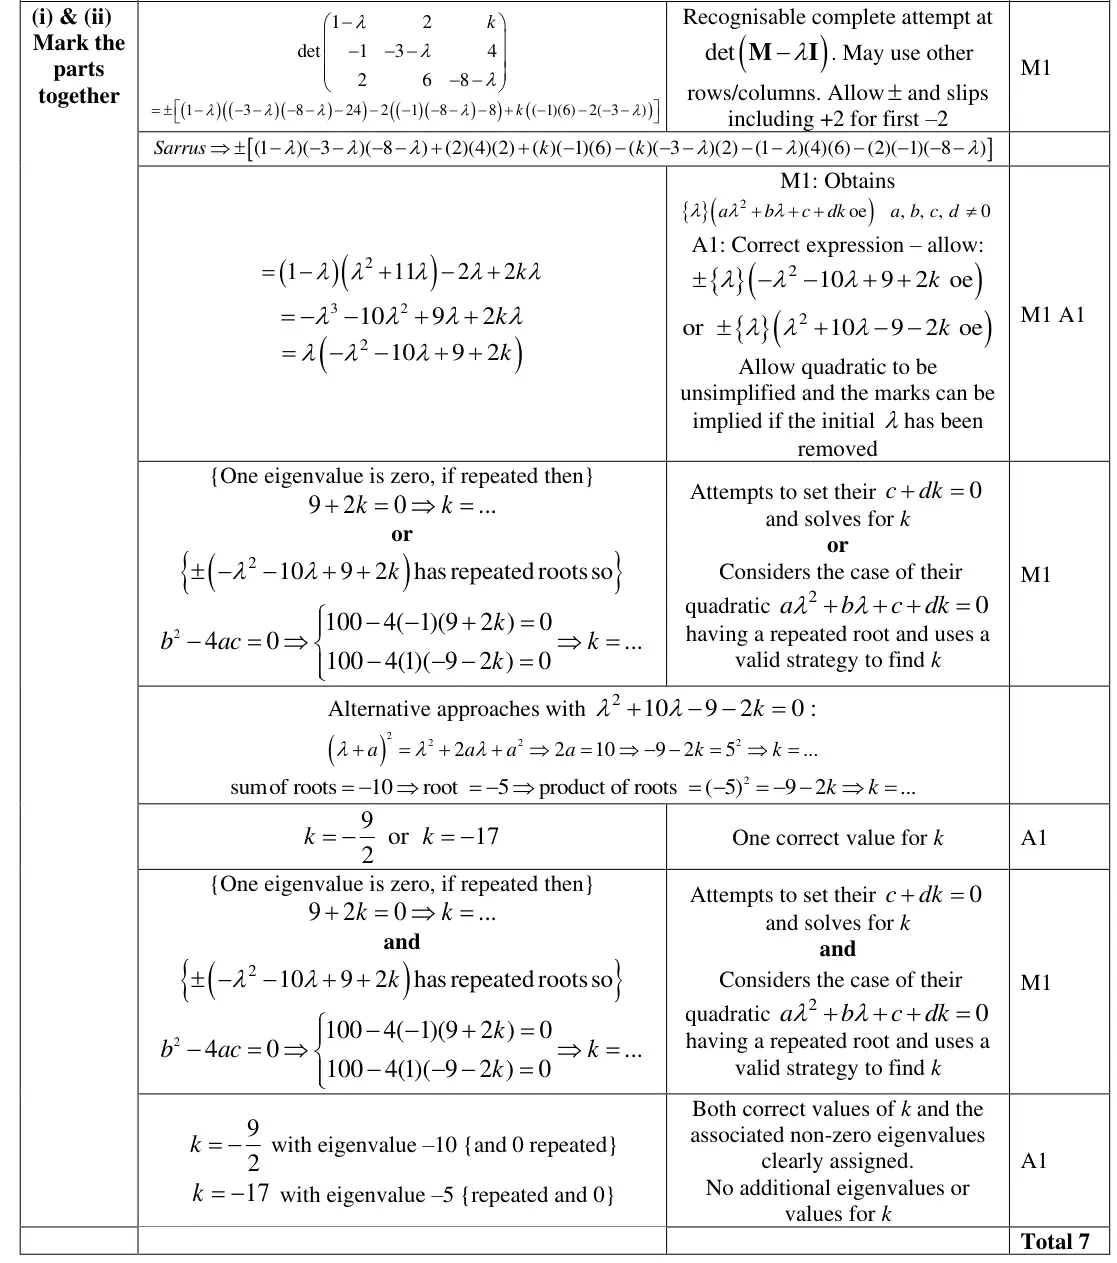 (i) & (ii)
Mark the
parts
together
det ( 1−λ 2 k
−1 −3−λ 4
2 6 −8−λ )
= ±[(1−λ)((−3−λ)(−8−λ)−24)−2((−1)(−8−λ)−8)+k((−1)(6)−2(−3−λ))]
Recognisable complete attempt at
det(M−λI). May use other
rows/columns. Allow ± and slips
including +2 for first –2
M1
Sarrus ⇒ ±[(1−λ)(−3−λ)(−8−λ)+(2)(4)(2)+(k)(−1)(6)−(k)(−3−λ)(2)−(1−λ)(4)(6)−(2)(−1)(−8−λ)]
=(1−λ)(λ²+11λ)−2λ+2kλ
=−λ³−10λ²+9λ+2kλ
=λ(−λ²−10λ+9+2k)
M1: Obtains
{λ}(aλ²+bλ+c+dk oe) a, b, c, d ≠ 0
A1: Correct expression – allow:
±{λ}(−λ²−10λ+9+2k oe)
or ±{λ}(λ²+10λ−9−2k oe)
Allow quadratic to be
unsimplified and the marks can be
implied if the initial λ has been
removed
M1 A1
{One eigenvalue is zero, if repeated then}
9+2k=0⇒k=...
or
{±(−λ²−10λ+9+2k) has repeated roots so}
b²−4ac=0⇒{100−4(−1)(9+2k)=0
100−4(1)(−9−2k)=0 ⇒k=...
Attempts to set their c+dk=0
and solves for k
or
Considers the case of their
quadratic aλ²+bλ+c+dk=0
having a repeated root and uses a
valid strategy to find k
M1
Alternative approaches with λ²+10λ−9−2k=0 :
(λ+a)²=λ²+2aλ+a²⇒2a=10⇒−9−2k=5²⇒k=...
sum of roots =−10⇒root =−5⇒product of roots =(−5)²=−9−2k⇒k=...
k=−9/2 or k=−17
One correct value for k
A1
{One eigenvalue is zero, if repeated then}
9+2k=0⇒k=...
and
{±(−λ²−10λ+9+2k) has repeated roots so}
b²−4ac=0⇒{100−4(−1)(9+2k)=0
100−4(1)(−9−2k)=0 ⇒k=...
Attempts to set their c+dk=0
and solves for k
and
Considers the case of their
quadratic aλ²+bλ+c+dk=0
having a repeated root and uses a
valid strategy to find k
M1
k=−9/2 with eigenvalue –10 {and 0 repeated}
k=−17 with eigenvalue –5 {repeated and 0}
Both correct values of k and the
associated non-zero eigenvalues
clearly assigned.
No additional eigenvalues or
values for k
A1
Total 7